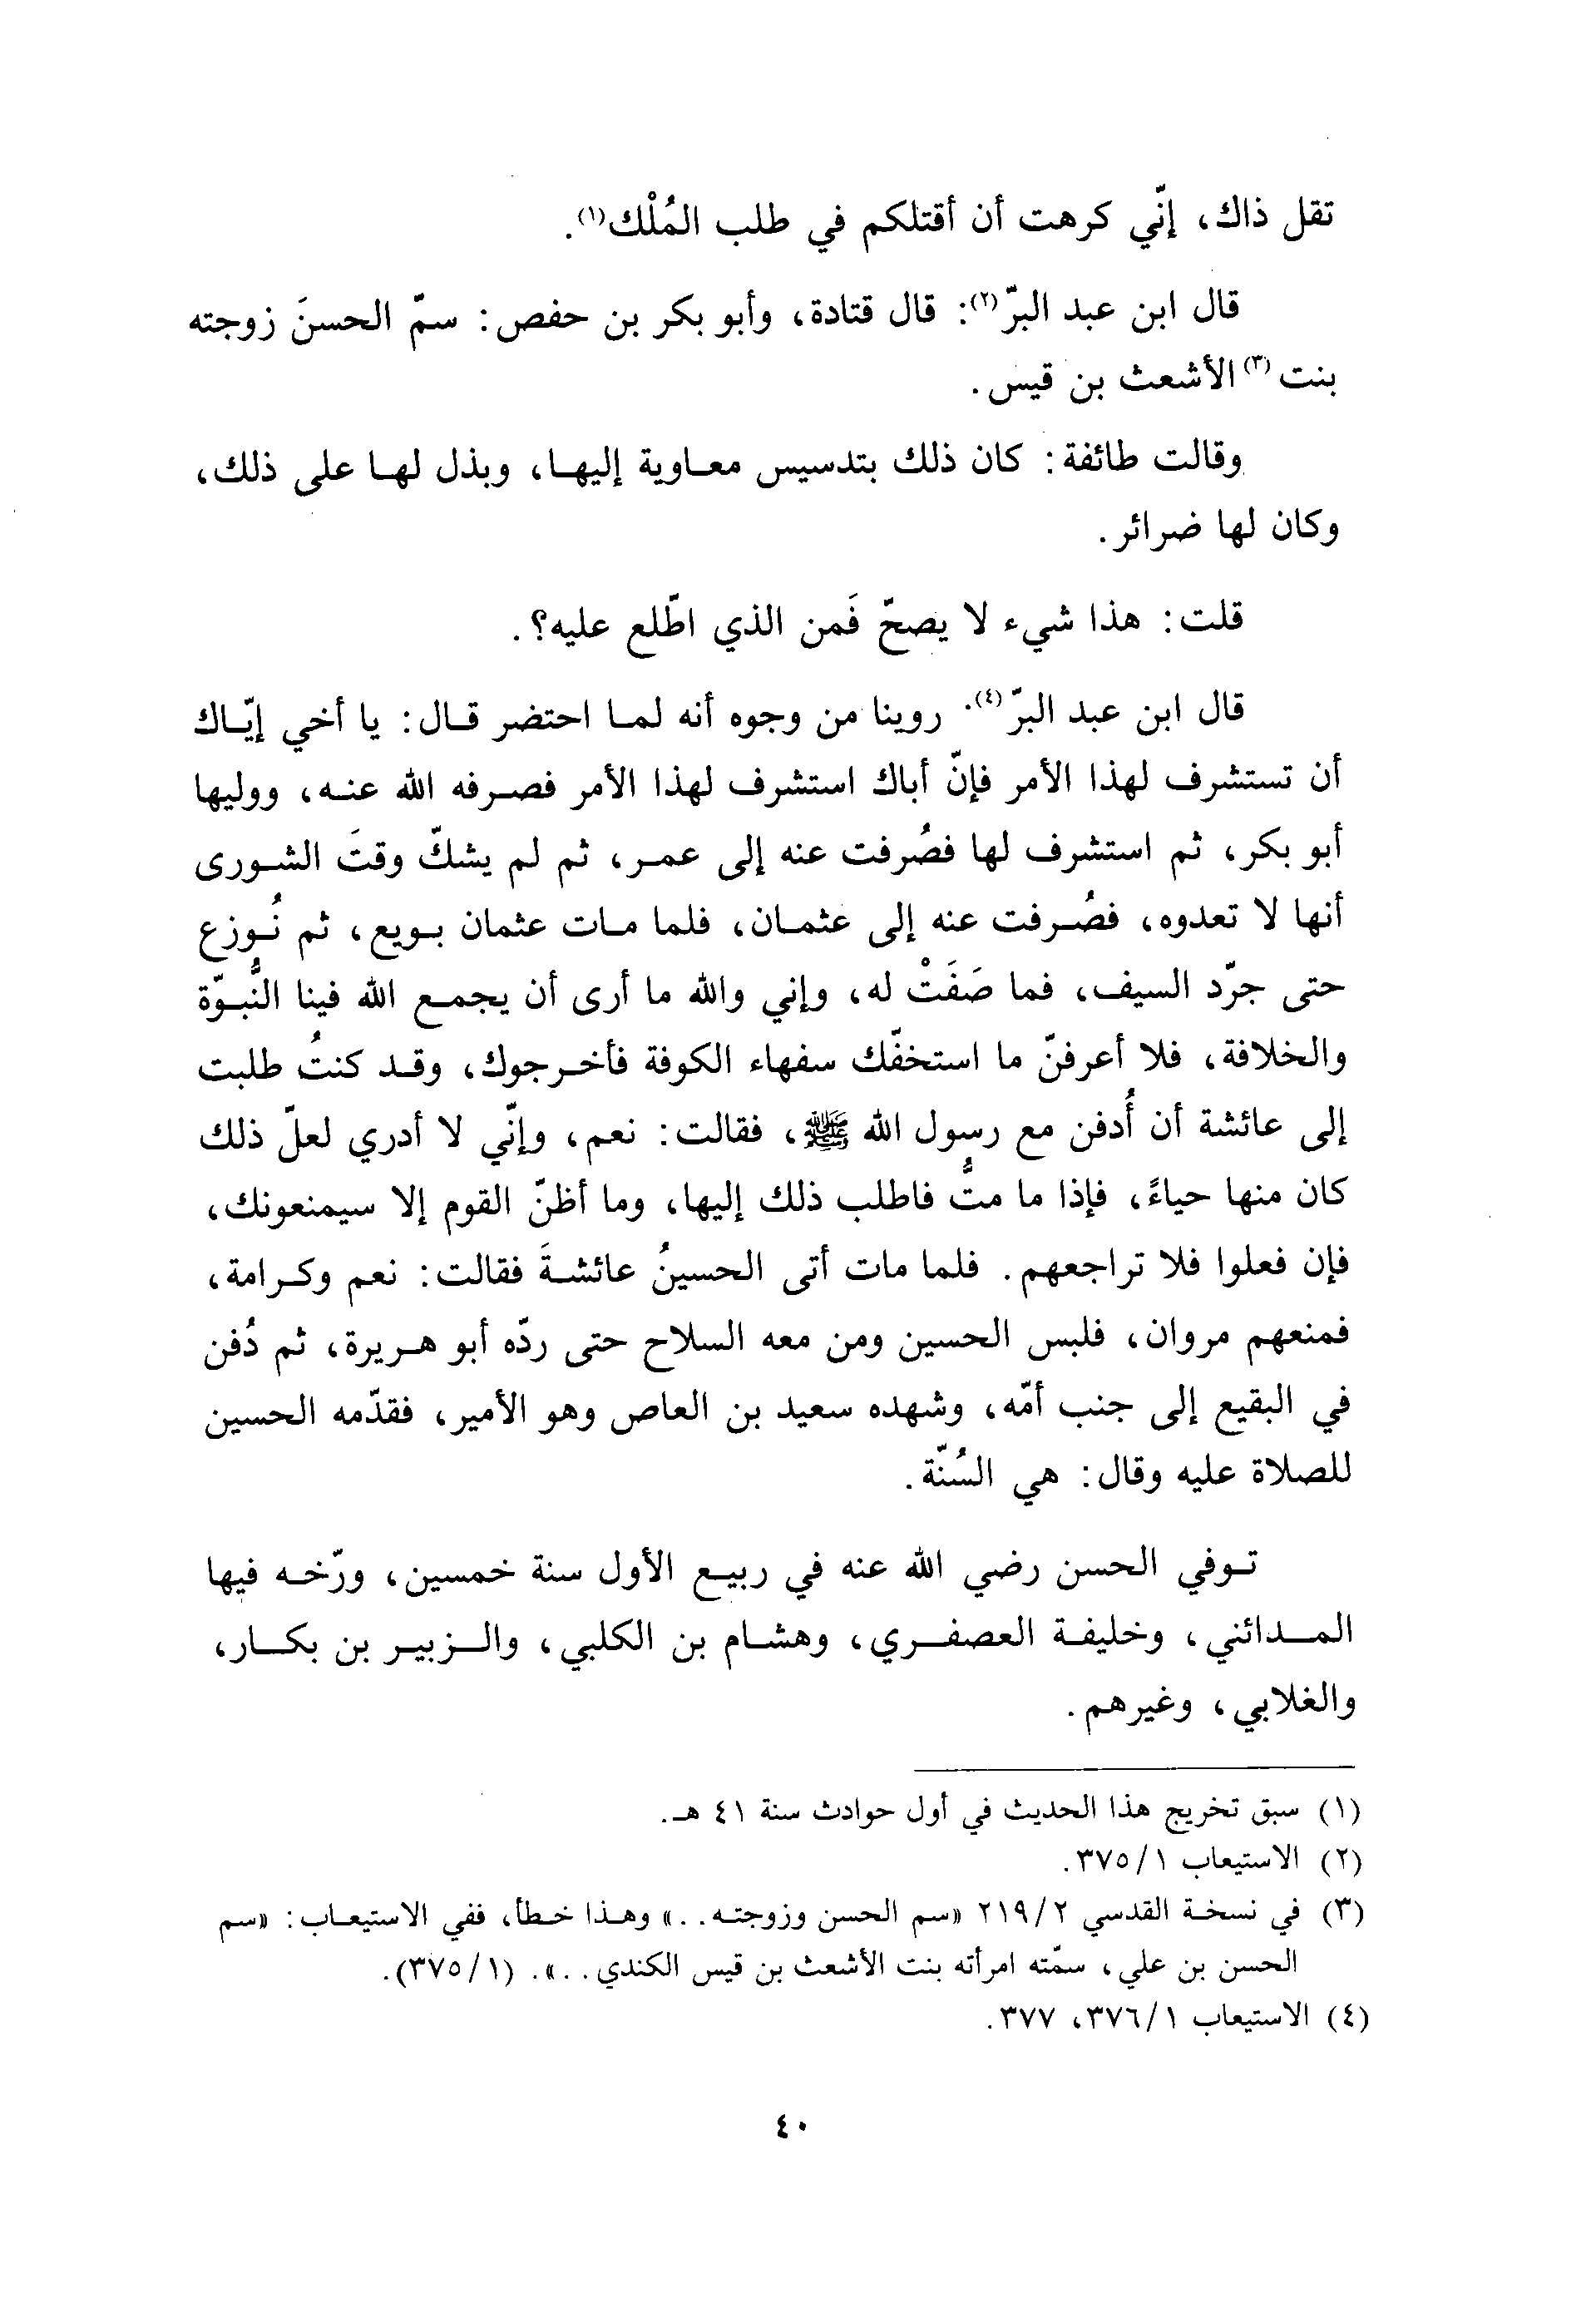 تقل ذاك، إنّي كرهت أن أقتلكم في طلب المُلْك(١).
قال ابن عبد البرّ(٢): قال قتادة، وأبو بكر بن حفص: سمّ الحسنَ زوجته
بنت(٣) الأشعث بن قيس.
وقالت طائفة: كان ذلك بتدسيس معاوية إليها، وبذل لها على ذلك،
وكان لها ضرائر.
قلت: هذا شيء لا يصحّ فَمن الذي اطّلع عليه؟.
قال ابن عبد البرّ(٤). روينا من وجوه أنه لما احتضر قال: يا أخي إيّاك
أن تستشرف لهذا الأمر فإنّ أباك استشرف لهذا الأمر فصرفه الله عنه، ووليها
أبو بكر، ثم استشرف لها فصُرفت عنه إلى عمر، ثم لم يشكّ وقتَ الشورى
أنها لا تعدوه، فصُرفت عنه إلى عثمان، فلما مات عثمان بويع، ثم نُوزع
حتى جرّد السيف، فما صَفَتْ له، وإني والله ما أرى أن يجمع الله فينا النُّبوّة
والخلافة، فلا أعرفنّ ما استخفّك سفهاء الكوفة فأخرجوك، وقد كنتُ طلبت
إلى عائشة أن أُدفن مع رسول الله ﷺ، فقالت: نعم، وإنّي لا أدري لعلّ ذلك
كان منها حياءً، فإذا ما متُّ فاطلب ذلك إليها، وما أظنّ القوم إلا سيمنعونك،
فإن فعلوا فلا تراجعهم. فلما مات أتى الحسينُ عائشةَ فقالت: نعم وكرامة،
فمنعهم مروان، فلبس الحسين ومن معه السلاح حتى ردّه أبو هريرة، ثم دُفن
في البقيع إلى جنب أمّه، وشهده سعيد بن العاص وهو الأمير، فقدّمه الحسين
للصلاة عليه وقال: هي السُنّة.
توفي الحسن رضي الله عنه في ربيع الأول سنة خمسين، ورّخه فيها
المدائني، وخليفة العصفري، وهشام بن الكلبي، والزبير بن بكار،
والغلابي، وغيرهم.
(١) سبق تخريج هذا الحديث في أول حوادث سنة ٤١ هـ.
(٢) الاستيعاب ٣٧٥/١.
(٣) في نسخة القدسي ٢١٩/٢ «سم الحسن وزوجته..» وهذا خطأ، ففي الاستيعاب: «سم
الحسن بن علي، سمّته امرأته بنت الأشعث بن قيس الكندي..». (٣٧٥/١).
(٤) الاستيعاب ٣٧٦/١، ٣٧٧.
٤٠